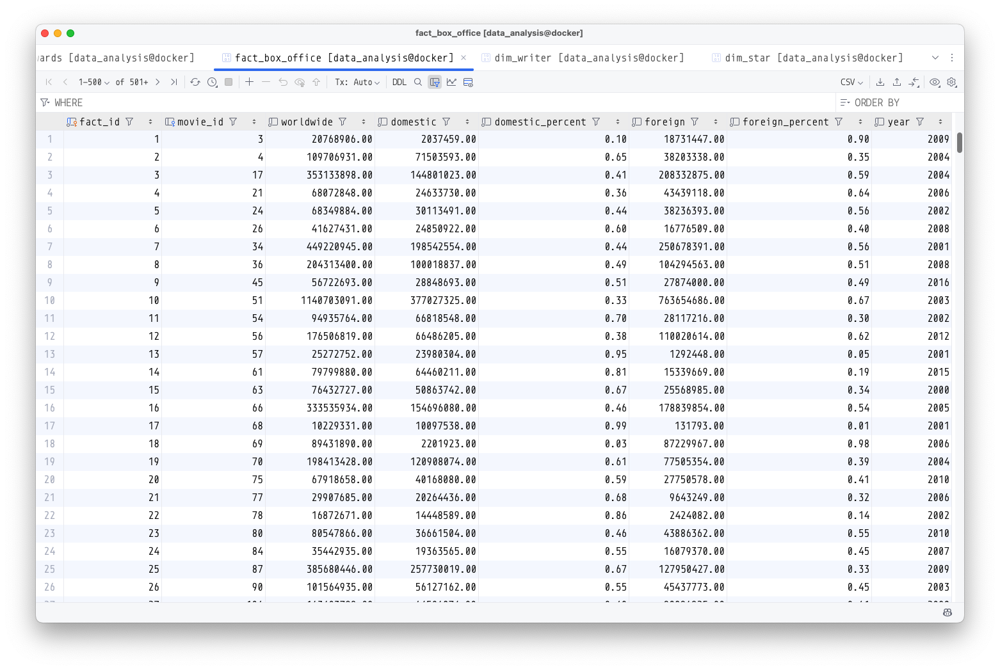 fact_box_office [data_analysis@docker]
ards [data_analysis@docker] fact_box_office [data_analysis@docker] dim_writer [data_analysis@docker] dim_star [data_analysis@docker]
1-500 of 501+ Tx: Auto DDL CSV
WHERE ORDER BY
fact_id movie_id worldwide domestic domestic_percent foreign foreign_percent year
1 1 3 20768906.00 2037459.00 0.10 18731447.00 0.90 2009
2 2 4 109706931.00 71503593.00 0.65 38203338.00 0.35 2004
3 3 17 353133898.00 144801023.00 0.41 208332875.00 0.59 2004
4 4 21 68072848.00 24633730.00 0.36 43439118.00 0.64 2006
5 5 24 68349884.00 30113491.00 0.44 38236393.00 0.56 2002
6 6 26 41627431.00 24850922.00 0.60 16776509.00 0.40 2008
7 7 34 449220945.00 198542554.00 0.44 250678391.00 0.56 2001
8 8 36 204313400.00 100018837.00 0.49 104294563.00 0.51 2008
9 9 45 56722693.00 28848693.00 0.51 27874000.00 0.49 2016
10 10 51 1140703091.00 377027325.00 0.33 763654686.00 0.67 2003
11 11 54 94935764.00 66818548.00 0.70 28117216.00 0.30 2002
12 12 56 176506819.00 66486205.00 0.38 110020614.00 0.62 2012
13 13 57 25272752.00 23980304.00 0.95 1292448.00 0.05 2001
14 14 61 79799880.00 64460211.00 0.81 15339669.00 0.19 2015
15 15 63 76432727.00 50863742.00 0.67 25568985.00 0.34 2000
16 16 66 333535934.00 154696080.00 0.46 178839854.00 0.54 2005
17 17 68 10229331.00 10097538.00 0.99 131793.00 0.01 2001
18 18 69 89431890.00 2201923.00 0.03 87229967.00 0.98 2006
19 19 70 198413428.00 120908074.00 0.61 77505354.00 0.39 2004
20 20 75 67918658.00 40168080.00 0.59 27750578.00 0.41 2010
21 21 77 29907685.00 20264436.00 0.68 9643249.00 0.32 2006
22 22 78 16872671.00 14448589.00 0.86 2424082.00 0.14 2002
23 23 80 80547866.00 36661504.00 0.46 43886362.00 0.55 2010
24 24 84 35442935.00 19363565.00 0.55 16079370.00 0.45 2007
25 25 87 385680446.00 257730019.00 0.67 127950427.00 0.33 2009
26 26 90 101564935.00 56127162.00 0.55 45437773.00 0.45 2003